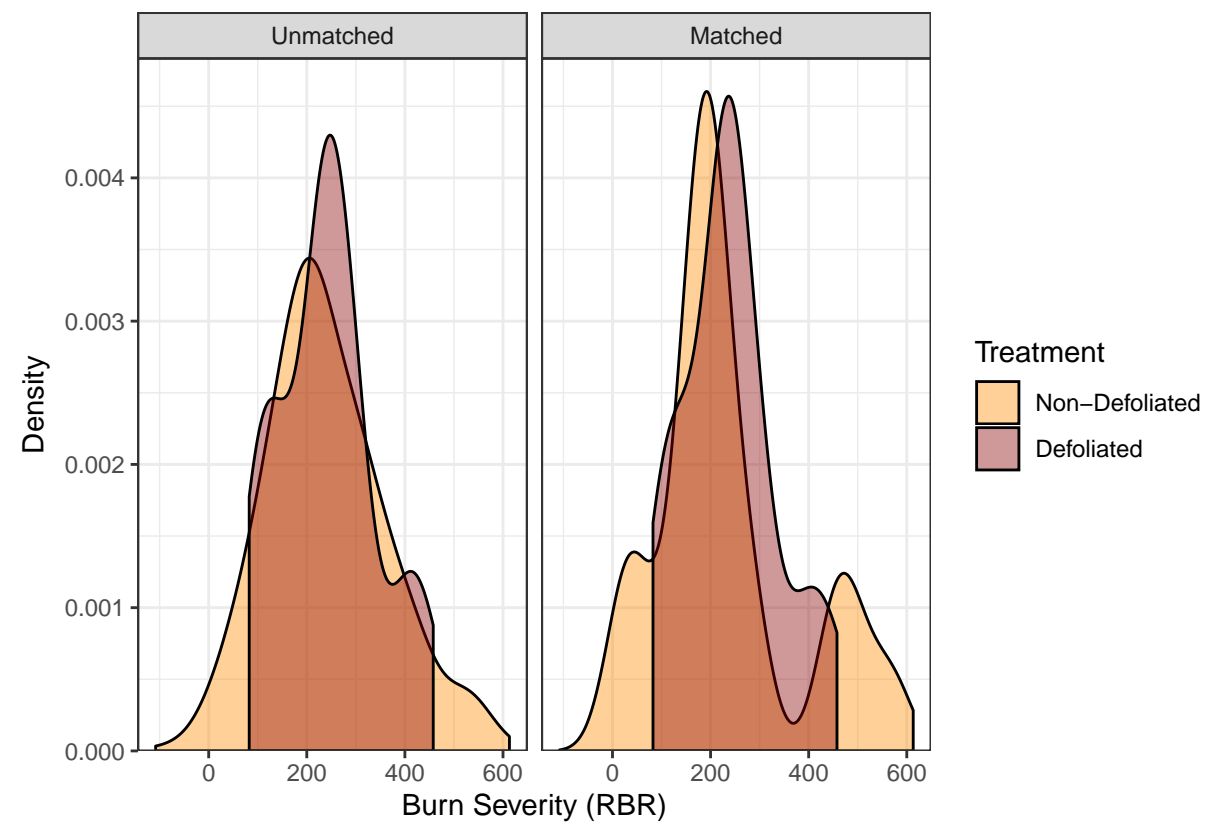 Unmatched
Matched
Density
0.004
0.003
0.002
0.001
0.000
0 200 400 600
0 200 400 600
Burn Severity (RBR)
Treatment
Non−Defoliated
Defoliated